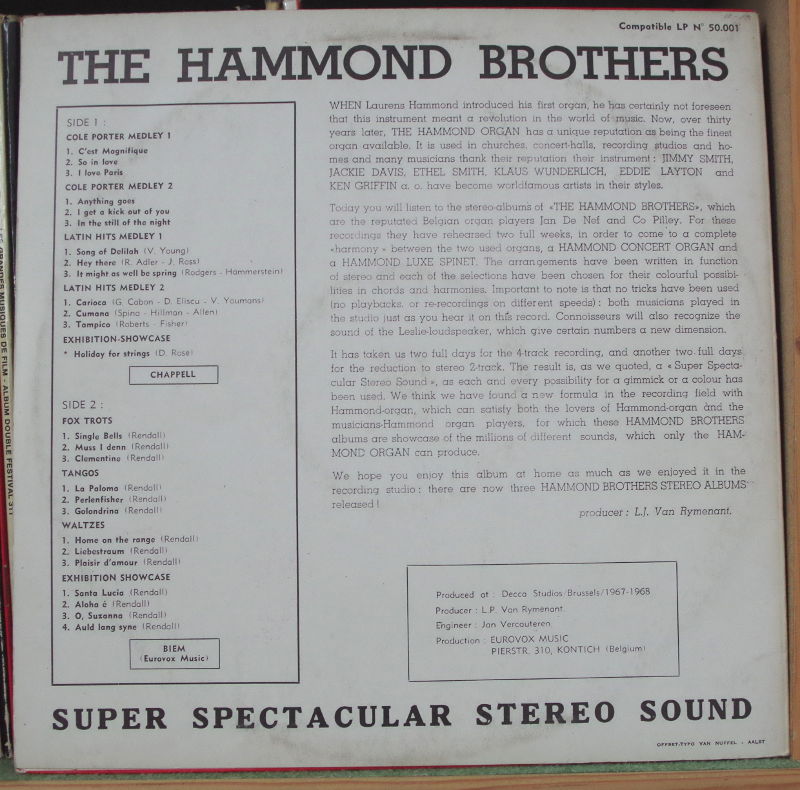 Compatible LP N° 50.001
THE HAMMOND BROTHERS
SIDE 1 :
COLE PORTER MEDLEY 1
1. C'est Magnifique
2. So in love
3. I love Paris
COLE PORTER MEDLEY 2
1. Anything goes
2. I get a kick out of you
3. In the still of the night
LATIN HITS MEDLEY 1
1. Song of Delilah (V. Young)
2. Hey there (R. Adler - J. Ross)
3. It might as well be spring (Rodgers - Hammerstein)
LATIN HITS MEDLEY 2
1. Carioca (G. Cabon - D. Eliscu - V. Youmans)
2. Cumana (Spina - Hillman - Allen)
3. Tampico (Roberts - Fisher)
EXHIBITION-SHOWCASE
* Holiday for strings (D. Rose)
CHAPPELL
SIDE 2 :
FOX TROTS
1. Single Bells (Rendall)
2. Muss I denn (Rendall)
3. Clementine (Rendall)
TANGOS
1. La Palomo (Rendall)
2. Perlenfisher (Rendall)
3. Golondrina (Rendall)
WALTZES
1. Home on the range (Rendall)
2. Liebestraum (Rendall)
3. Plaisir d'amour (Rendall)
EXHIBITION SHOWCASE
1. Santa Lucia (Rendall)
2. Aloha é (Rendall)
3. O, Suzanna (Rendall)
4. Auld lang syne (Rendall)
BIEM
(Eurovox Music)
WHEN Laurens Hammond introduced his first organ, he has certainly not foreseen
that this instrument meant a revolution in the world of music. Now, over thirty
years later, THE HAMMOND ORGAN has a unique reputation as being the finest
organ available. It is used in churches, concert-halls, recording studios and ho-
mes and many musicians thank their reputation their instrument : JIMMY SMITH,
JACKIE DAVIS, ETHEL SMITH, KLAUS WUNDERLICH, EDDIE LAYTON and
KEN GRIFFIN a. o. have become worldfamous artists in their styles.
Today you will listen to the stereo-albums of «THE HAMMOND BROTHERS», which
are the reputated Belgian organ players Jan De Nef and Co Pilley. For these
recordings they have rehearsed two full weeks, in order to come to a complete
«harmony» between the two used organs, a HAMMOND CONCERT ORGAN and
a HAMMOND LUXE SPINET. The arrangements have been written in function
of stereo and each of the selections have been chosen for their colourful possibi-
lities in chords and harmonies. Important to note is that no tricks have been used
(no playbacks, or re-recordings on different speeds) : both musicians played in
the studio just as you hear it on this record. Connoisseurs will also recognize the
sound of the Leslie-loudspeaker, which give certain numbers a new dimension.
It has taken us two full days for the 4-track recording, and another two full days
for the reduction to stereo 2-track. The result is, as we quoted, a «Super Specta-
cular Stereo Sound», as each and every possibility for a gimmick or a colour has
been used. We think we have found a new formula in the recording field with
Hammond-organ, which can satisfy both the lovers of Hammond-organ and the
musicians-Hammond organ players, for which these HAMMOND BROTHERS
albums are showcase of the millions of different sounds, which only the HAM-
MOND ORGAN can produce.
We hope you enjoy this album at home as much as we enjoyed it in the
recording studio : there are now three HAMMOND BROTHERS STEREO ALBUMS
released !
producer : L.J. Van Rymenant.
Produced at : Decca Studios/Brussels/1967-1968
Producer : L.P. Van Rymenant.
Engineer : Jan Vercauteren
Production : EUROVOX MUSIC
PIERSTR. 310, KONTICH (Belgium)
SUPER SPECTACULAR STEREO SOUND
OFFSET-TYPO VAN NUFFEL - AALST
GRANDES MUSIQUES DE FILM - ALBUM DOUBLE FESTIVAL 311